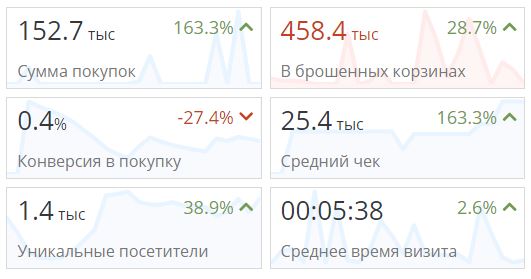 152.7 тыс 163.3%
Сумма покупок
458.4 тыс 28.7%
В брошенных корзинах
0.4% -27.4%
Конверсия в покупку
25.4 тыс 163.3%
Средний чек
1.4 тыс 38.9%
Уникальные посетители
00:05:38 2.6%
Среднее время визита